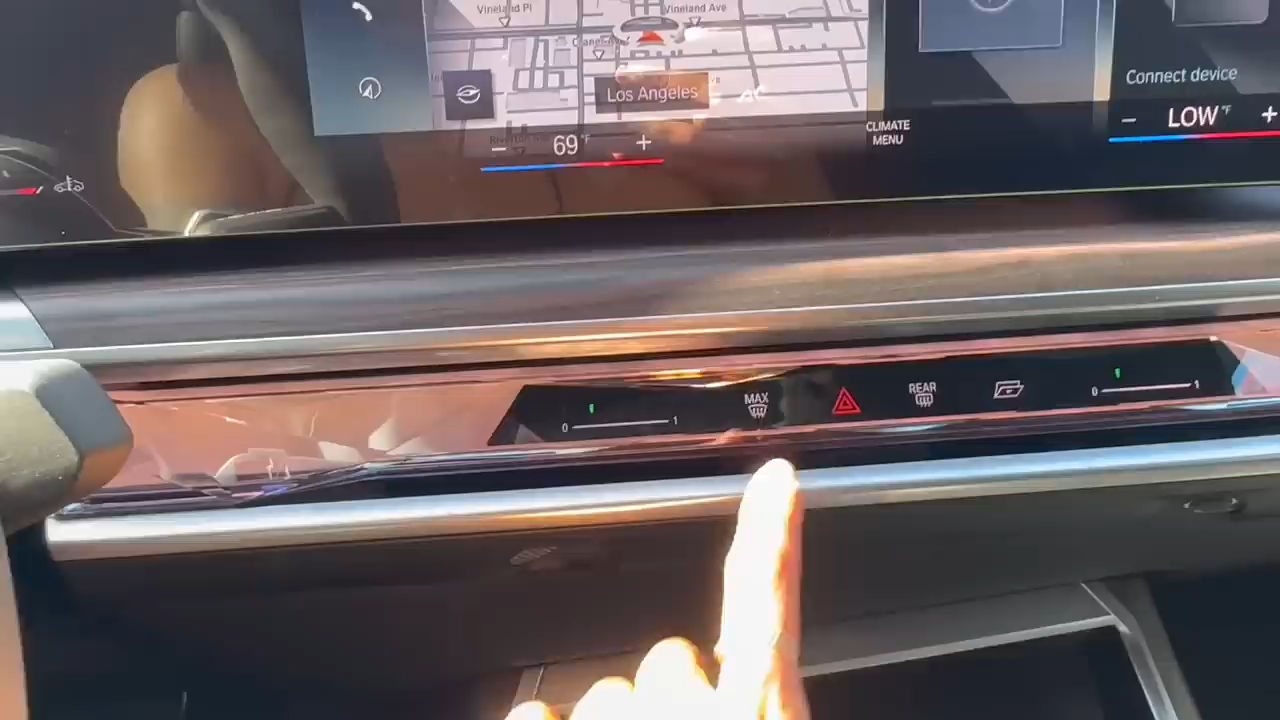 Vineland Pl
Vineland Ave
Los Angeles
Connect device
− 69°F +
CLIMATE
MENU
− LOW °F +
MAX
REAR
0 1
0 1